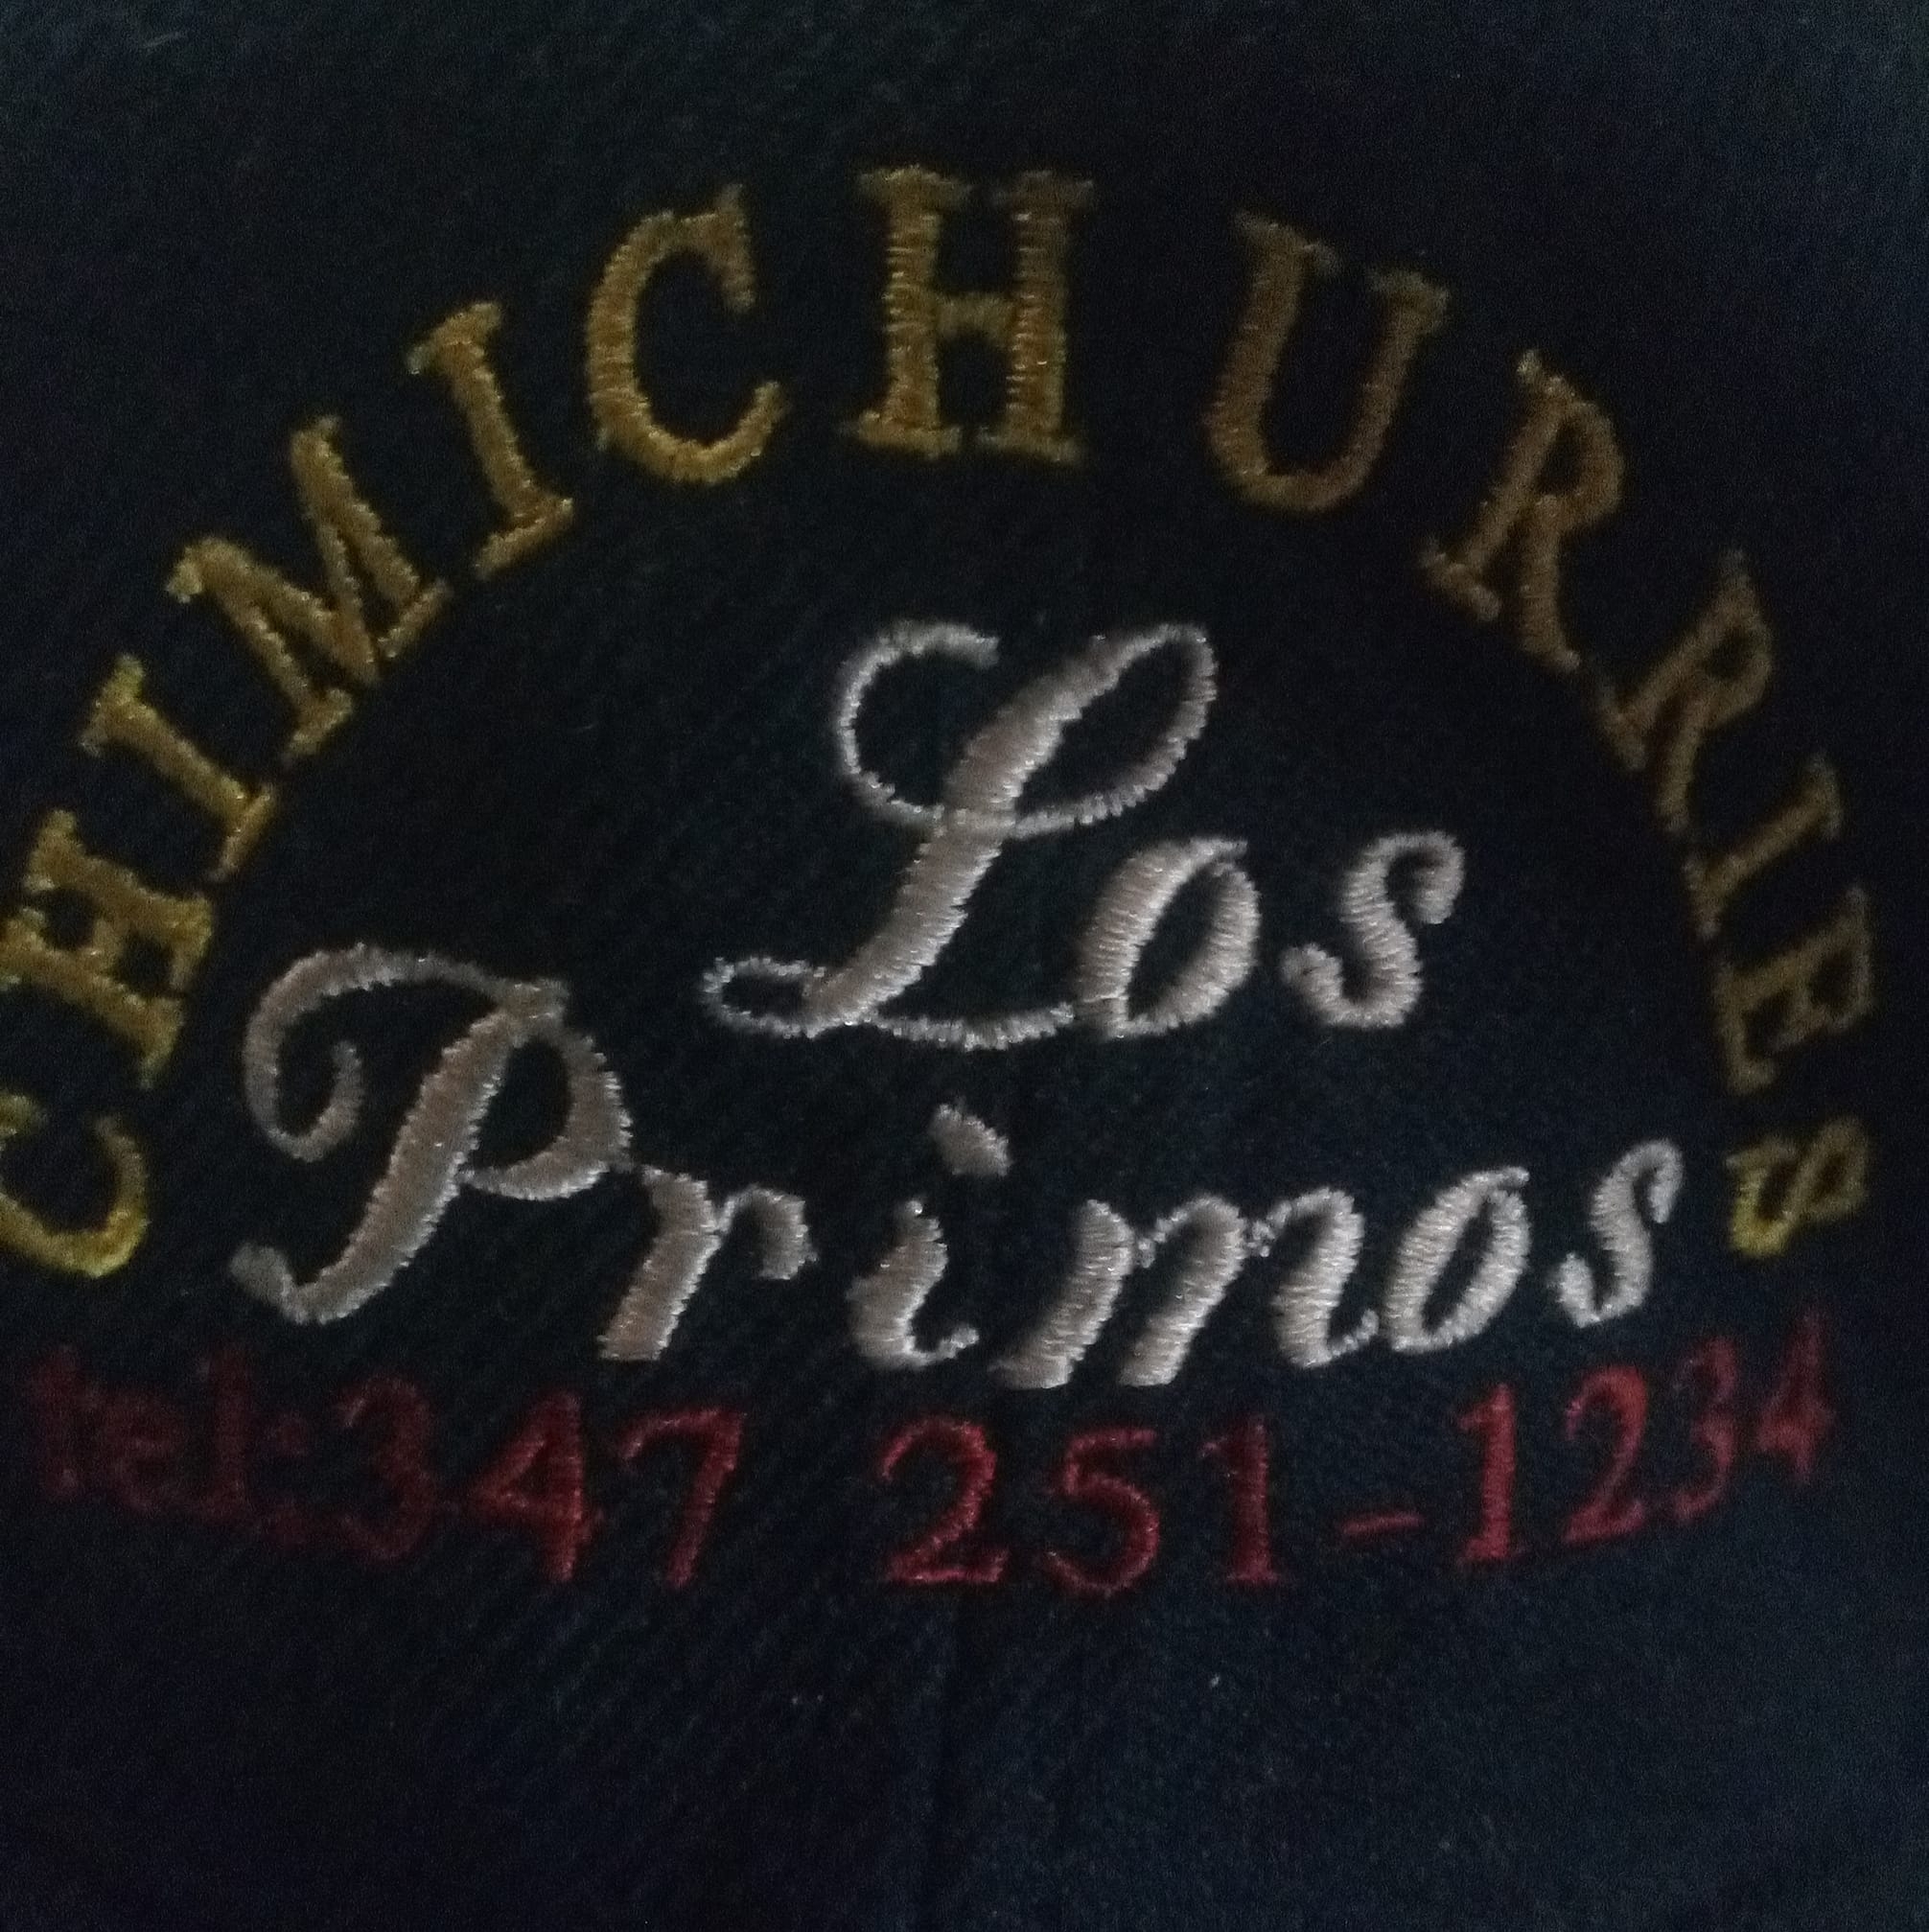 CHIMICHURRIES
Los
Primos
tel:347 251-1234